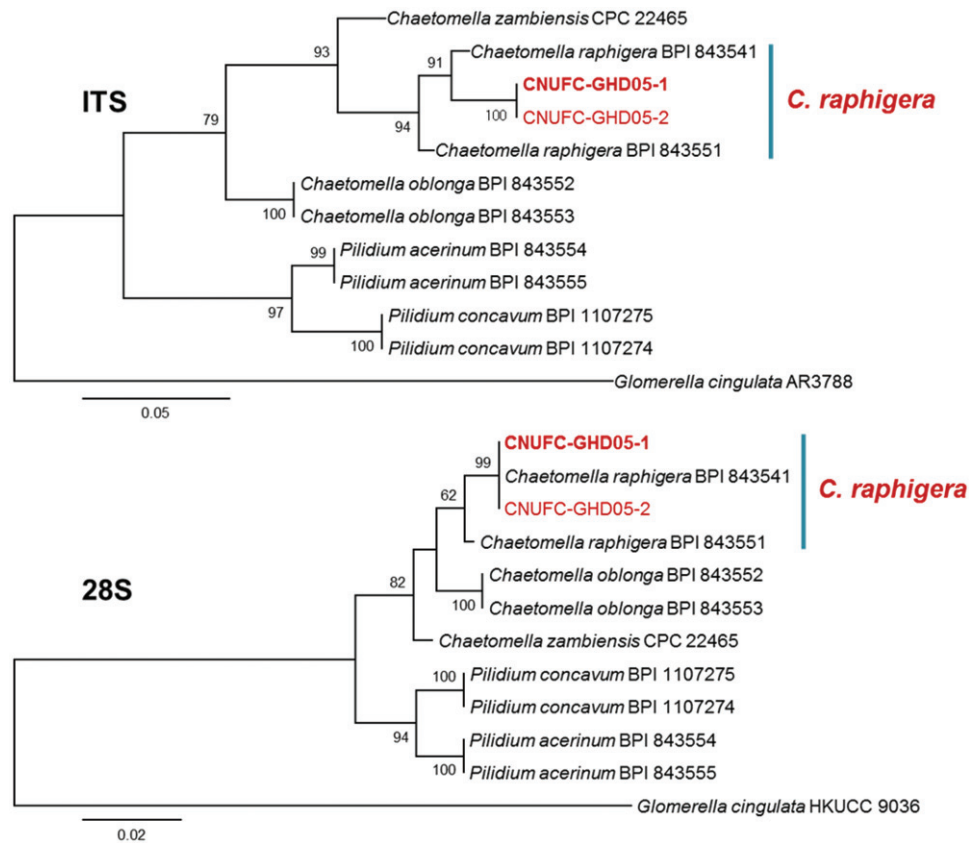 Chaetomella zambiensis CPC 22465
93
Chaetomella raphigera BPI 843541
91
ITS
CNUFC-GHD05-1
C. raphigera
100
CNUFC-GHD05-2
79
94
Chaetomella raphigera BPI 843551
Chaetomella oblonga BPI 843552
100
Chaetomella oblonga BPI 843553
99
Pilidium acerinum BPI 843554
Pilidium acerinum BPI 843555
97
Pilidium concavum BPI 1107275
100
Pilidium concavum BPI 1107274
Glomerella cingulata AR3788
0.05
CNUFC-GHD05-1
99
Chaetomella raphigera BPI 843541
C. raphigera
62
CNUFC-GHD05-2
Chaetomella raphigera BPI 843551
28S
82
Chaetomella oblonga BPI 843552
100
Chaetomella oblonga BPI 843553
Chaetomella zambiensis CPC 22465
100
Pilidium concavum BPI 1107275
Pilidium concavum BPI 1107274
94
Pilidium acerinum BPI 843554
100
Pilidium acerinum BPI 843555
Glomerella cingulata HKUCC 9036
0.02